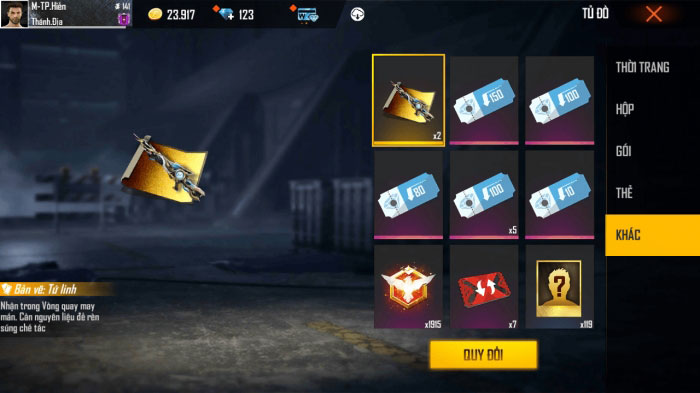 M-TP.Hiền
# 141
Thánh.Địa
23.917
123
TỦ ĐỒ
THỜI TRANG
HỘP
GÓI
THẺ
KHÁC
x2
150
100
80
100
x5
10
x1915
x7
?
x119
Bản vẽ: Tứ linh
Nhận trong Vòng quay may
mắn. Cần nguyên liệu để rèn
súng chế tác
QUY ĐỔI